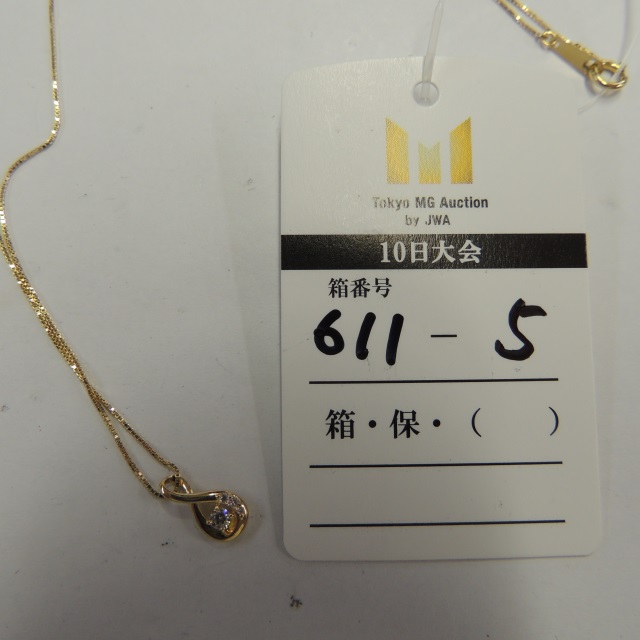 Tokyo MG Auction
by JWA
10日大会
箱番号
611 - 5
箱・保・(　　)